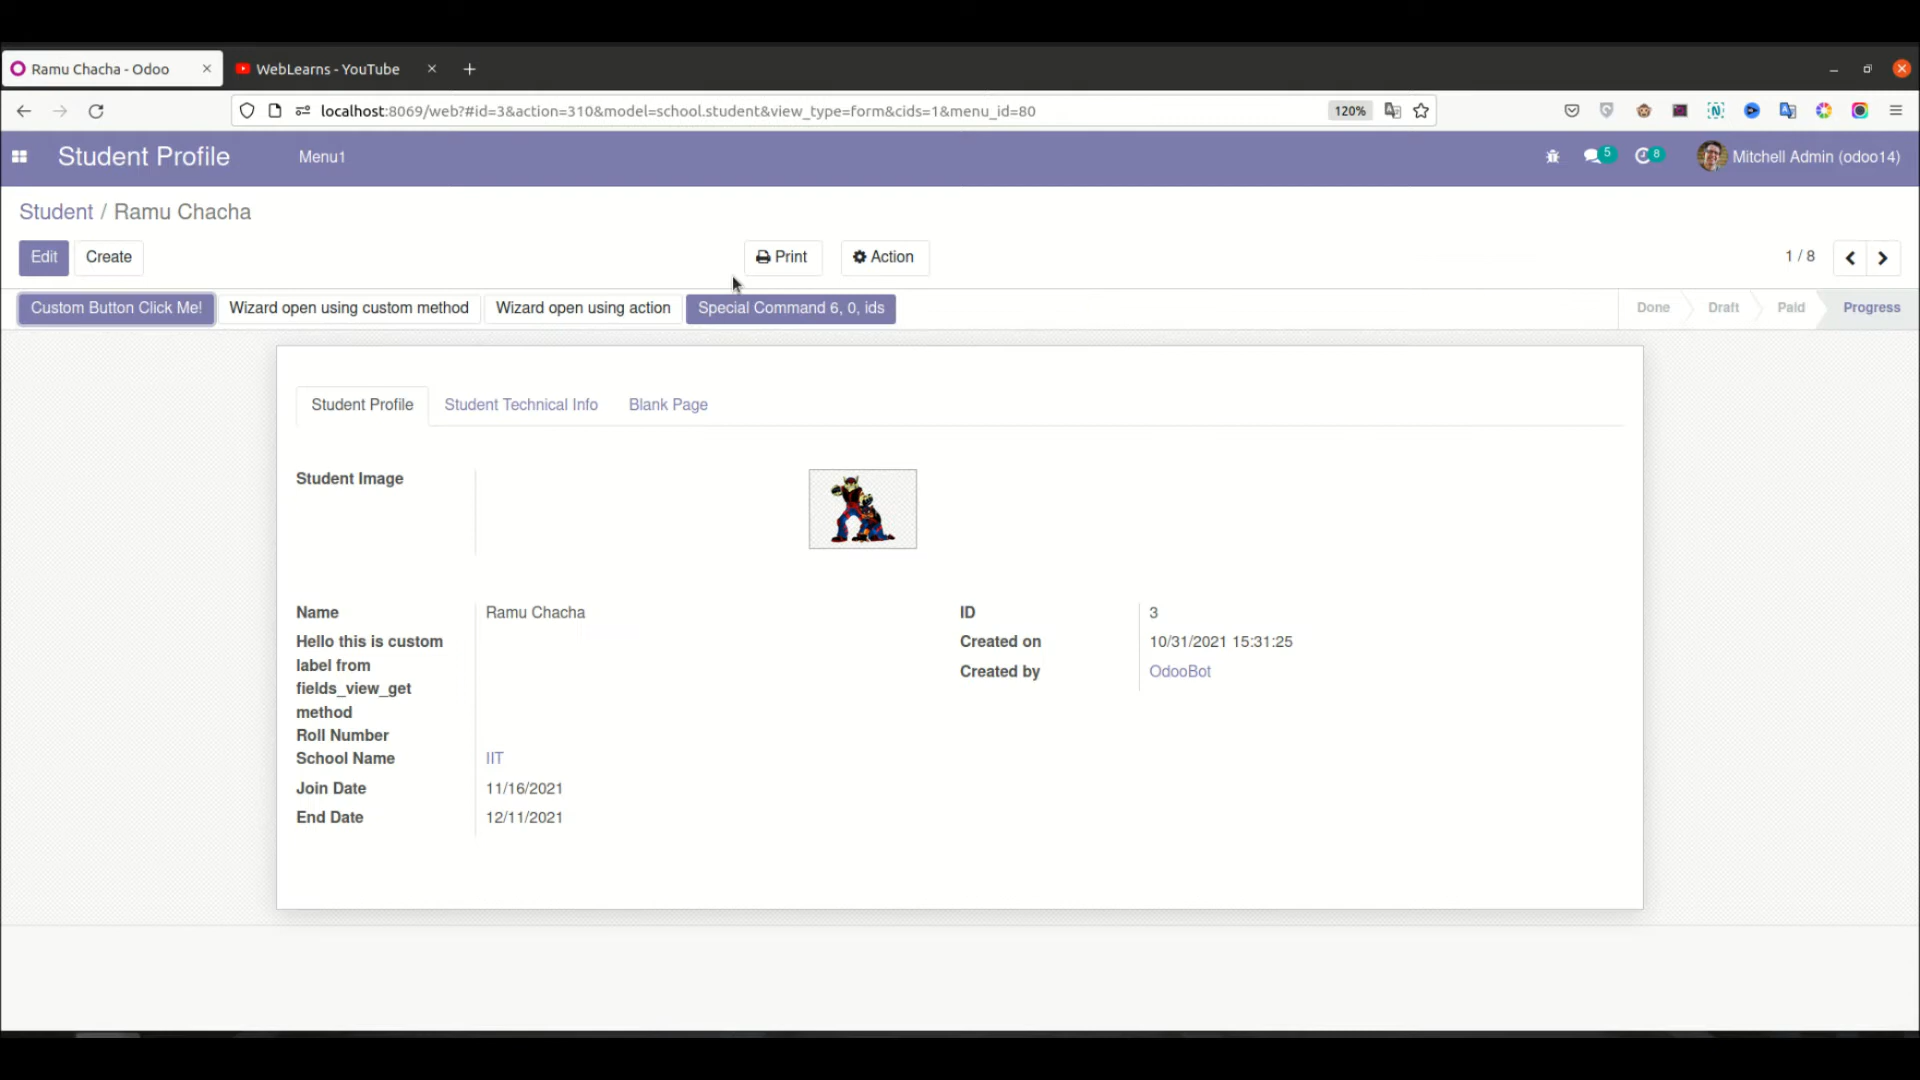 Ramu Chacha - Odoo
WebLearns - YouTube
localhost:8069/web?#id=3&action=310&model=school.student&view_type=form&cids=1&menu_id=80
120%
Student Profile
Menu1
5
8
Mitchell Admin (odoo14)
Student / Ramu Chacha
Edit
Create
Print
Action
1 / 8
Custom Button Click Me!
Wizard open using custom method
Wizard open using action
Special Command 6, 0, ids
Done
Draft
Paid
Progress
Student Profile
Student Technical Info
Blank Page
Student Image
Name
Ramu Chacha
Hello this is custom
label from
fields_view_get
method
Roll Number
School Name
IIT
Join Date
11/16/2021
End Date
12/11/2021
ID
3
Created on
10/31/2021 15:31:25
Created by
OdooBot